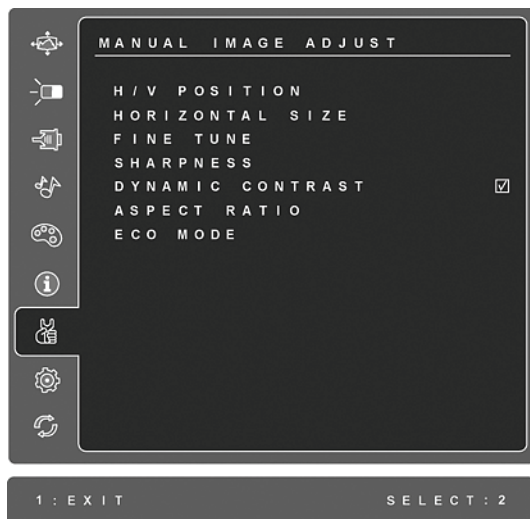 MANUAL IMAGE ADJUST
H/V POSITION
HORIZONTAL SIZE
FINE TUNE
SHARPNESS
DYNAMIC CONTRAST
ASPECT RATIO
ECO MODE
1:EXIT SELECT:2